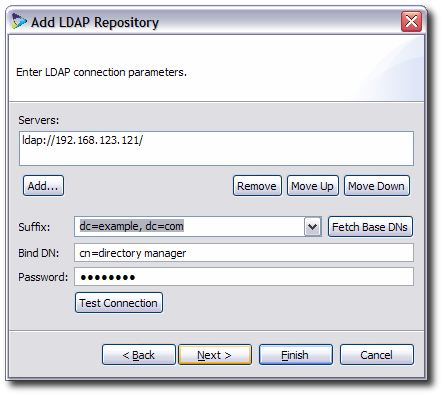 Add LDAP Repository
Enter LDAP connection parameters.
Servers:
ldap://192.168.123.121/
Add... Remove Move Up Move Down
Suffix: dc=example, dc=com Fetch Base DNs
Bind DN: cn=directory manager
Password: ●●●●●●●●
Test Connection
< Back Next > Finish Cancel